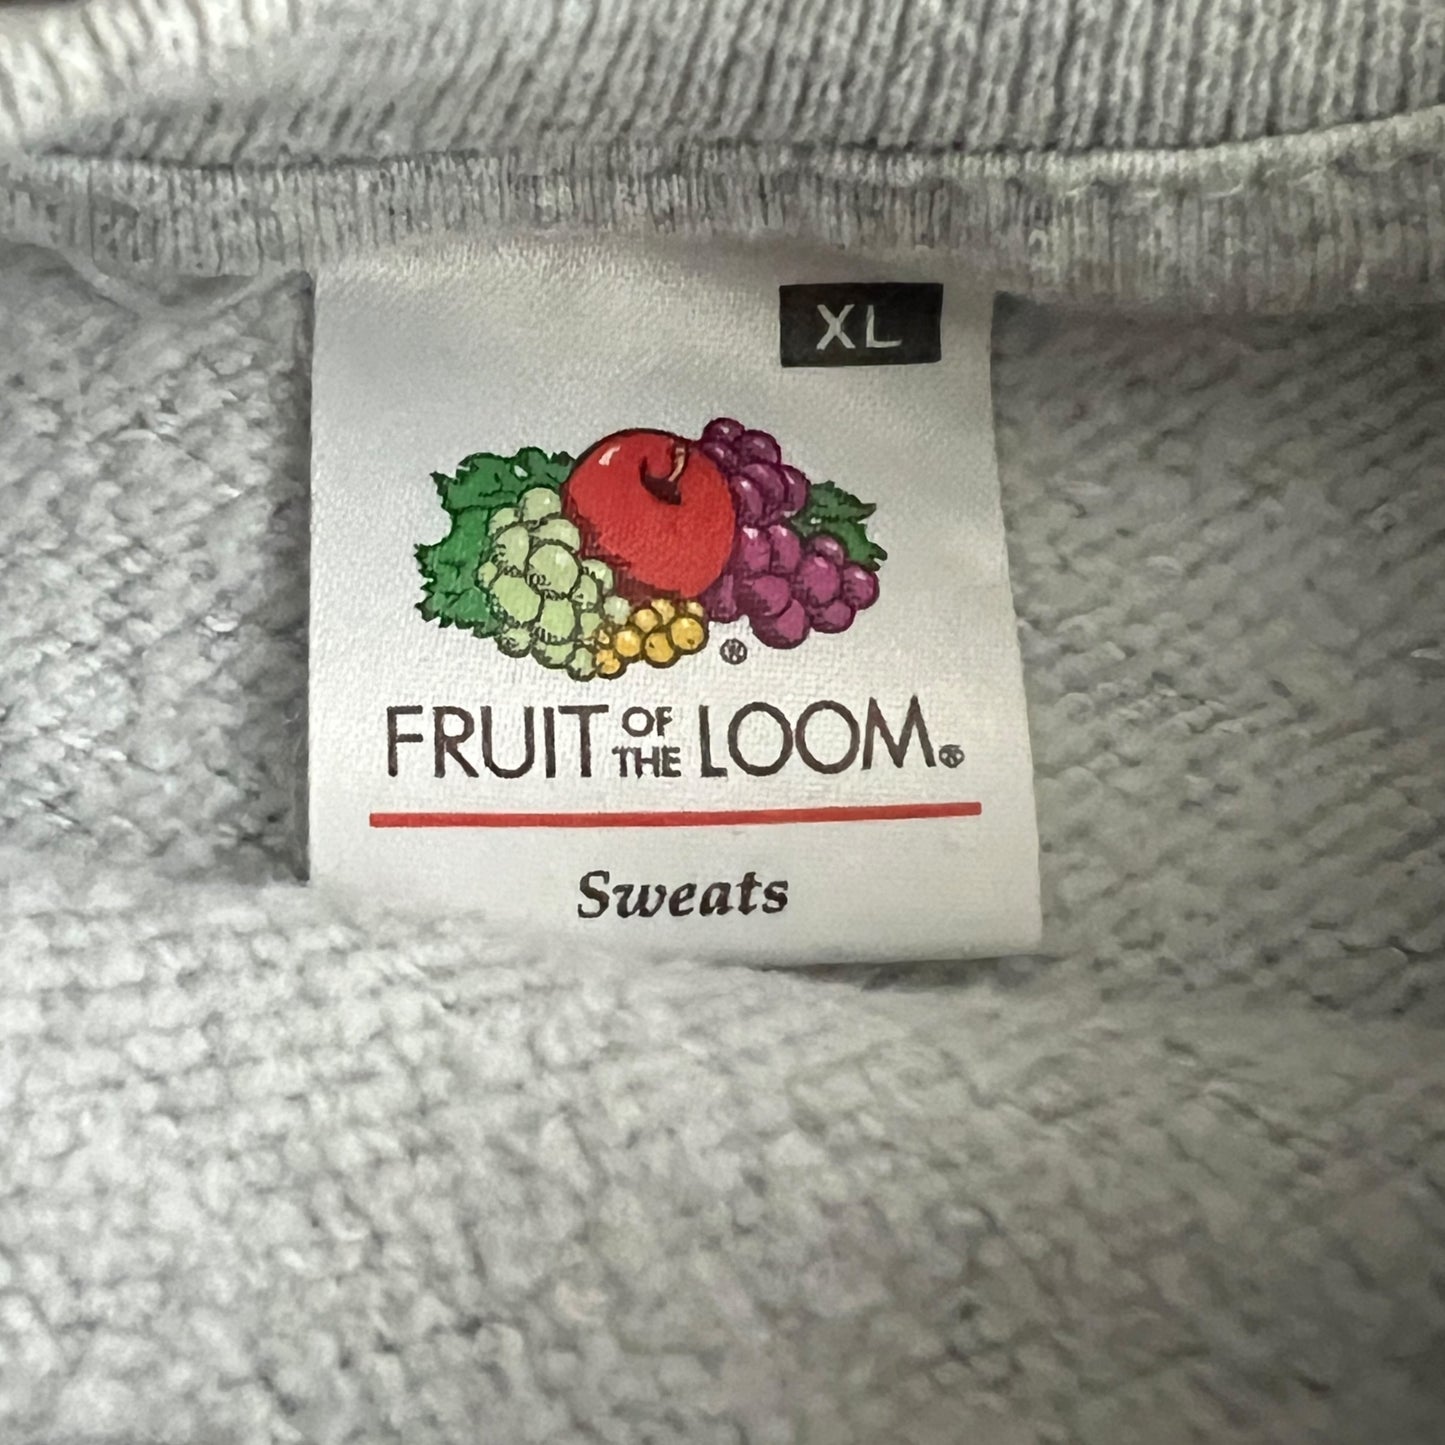 XL
®
FRUIT OF THE LOOM®
Sweats